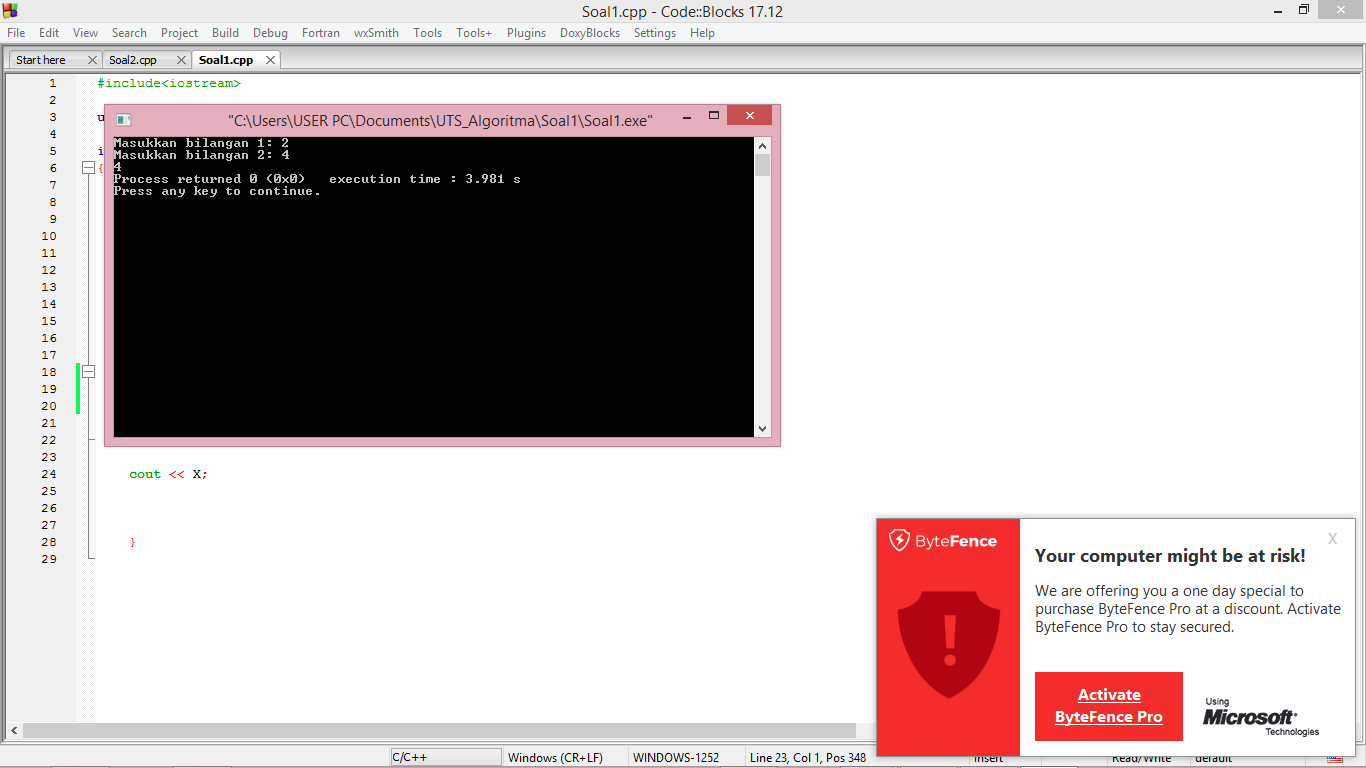 Soal1.cpp - Code::Blocks 17.12
File Edit View Search Project Build Debug Fortran wxSmith Tools Tools+ Plugins DoxyBlocks Settings Help
Start here Soal2.cpp Soal1.cpp
1 #include<iostream>
2
3 u
4
5 i
6 {
7
8
9
10
11
12
13
14
15
16
17
18
19
20
21
22
23
24 cout << X;
25
26
27
28 }
29
"C:\Users\USER PC\Documents\UTS_Algoritma\Soal1\Soal1.exe"
Masukkan bilangan 1: 2
Masukkan bilangan 2: 4
4
Process returned 0 (0x0)   execution time : 3.981 s
Press any key to continue.
ByteFence
X
Your computer might be at risk!
We are offering you a one day special to
purchase ByteFence Pro at a discount. Activate
ByteFence Pro to stay secured.
Activate
ByteFence Pro
Using
Microsoft
Technologies
C/C++ Windows (CR+LF) WINDOWS-1252 Line 23, Col 1, Pos 348 Insert Read/Write default